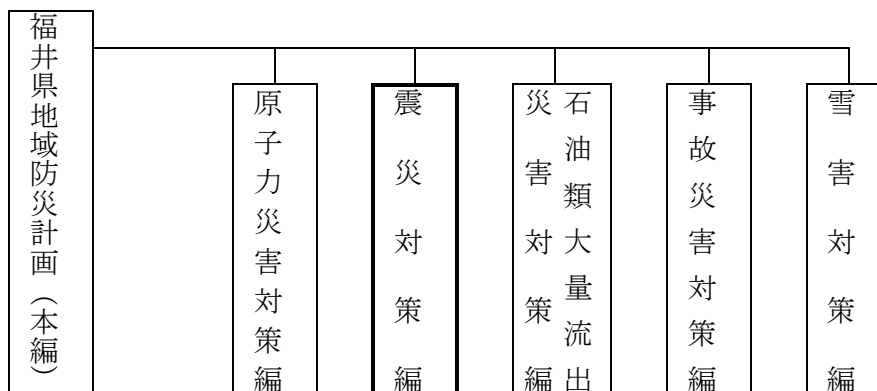 福井県地域防災計画（本編）
原子力災害対策編
震災対策編
石油類大量流出
災害対策編
事故災害対策編
雪害対策編